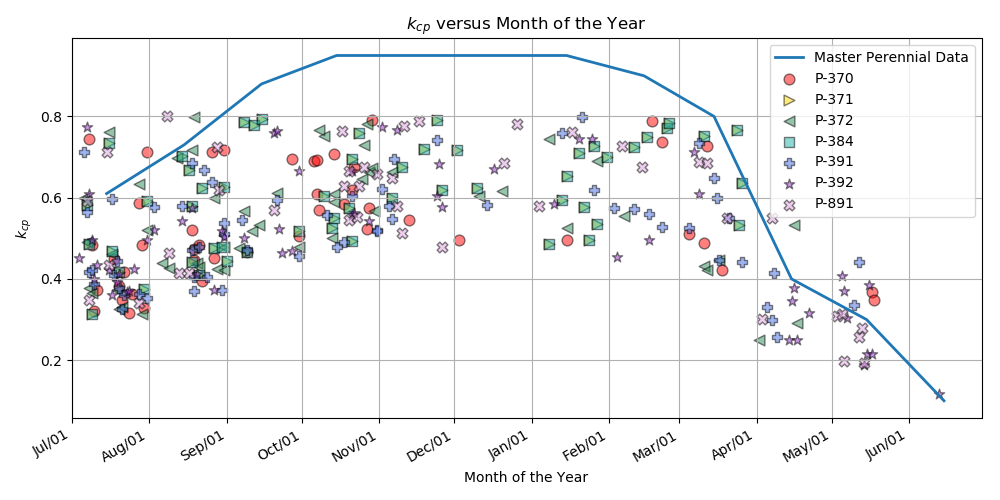 k_cp versus Month of the Year
Master Perennial Data
P-370
P-371
P-372
P-384
P-391
P-392
P-891
0.8
0.6
0.4
0.2
k_cp
Jul/01
Aug/01
Sep/01
Oct/01
Nov/01
Dec/01
Jan/01
Feb/01
Mar/01
Apr/01
May/01
Jun/01
Month of the Year